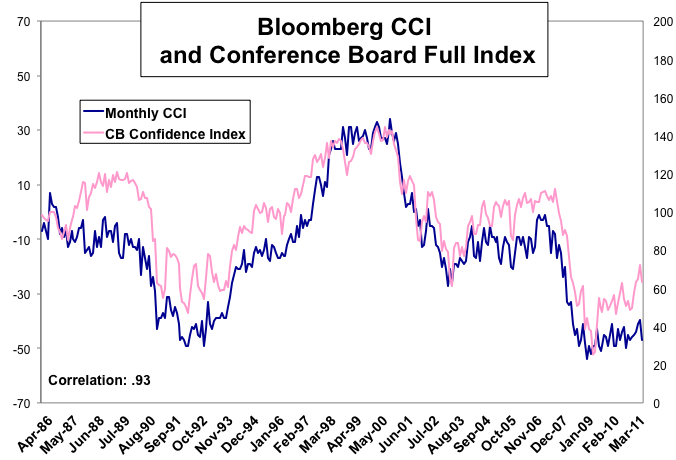 Bloomberg CCI
and Conference Board Full Index
Monthly CCI
CB Confidence Index
70
50
30
10
-10
-30
-50
-70
200
180
160
140
120
100
80
60
40
20
0
Correlation: .93
Apr-86
May-87
Jun-88
Jul-89
Aug-90
Sep-91
Oct-92
Nov-93
Dec-94
Jan-96
Feb-97
Mar-98
Apr-99
May-00
Jun-01
Jul-02
Aug-03
Sep-04
Oct-05
Nov-06
Dec-07
Jan-09
Feb-10
Mar-11